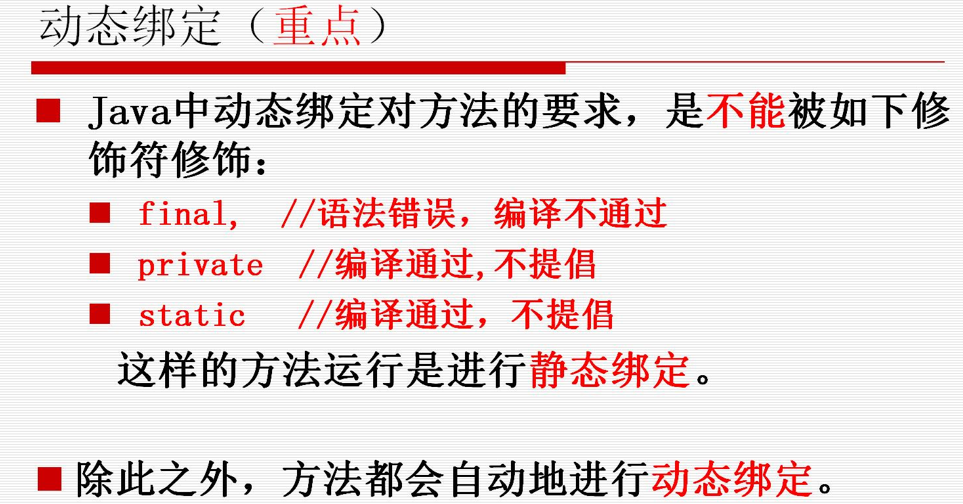 动态绑定（重点）
Java中动态绑定对方法的要求，是不能被如下修
饰符修饰：
final, //语法错误，编译不通过
private //编译通过,不提倡
static //编译通过，不提倡
这样的方法运行是进行静态绑定。
除此之外，方法都会自动地进行动态绑定。